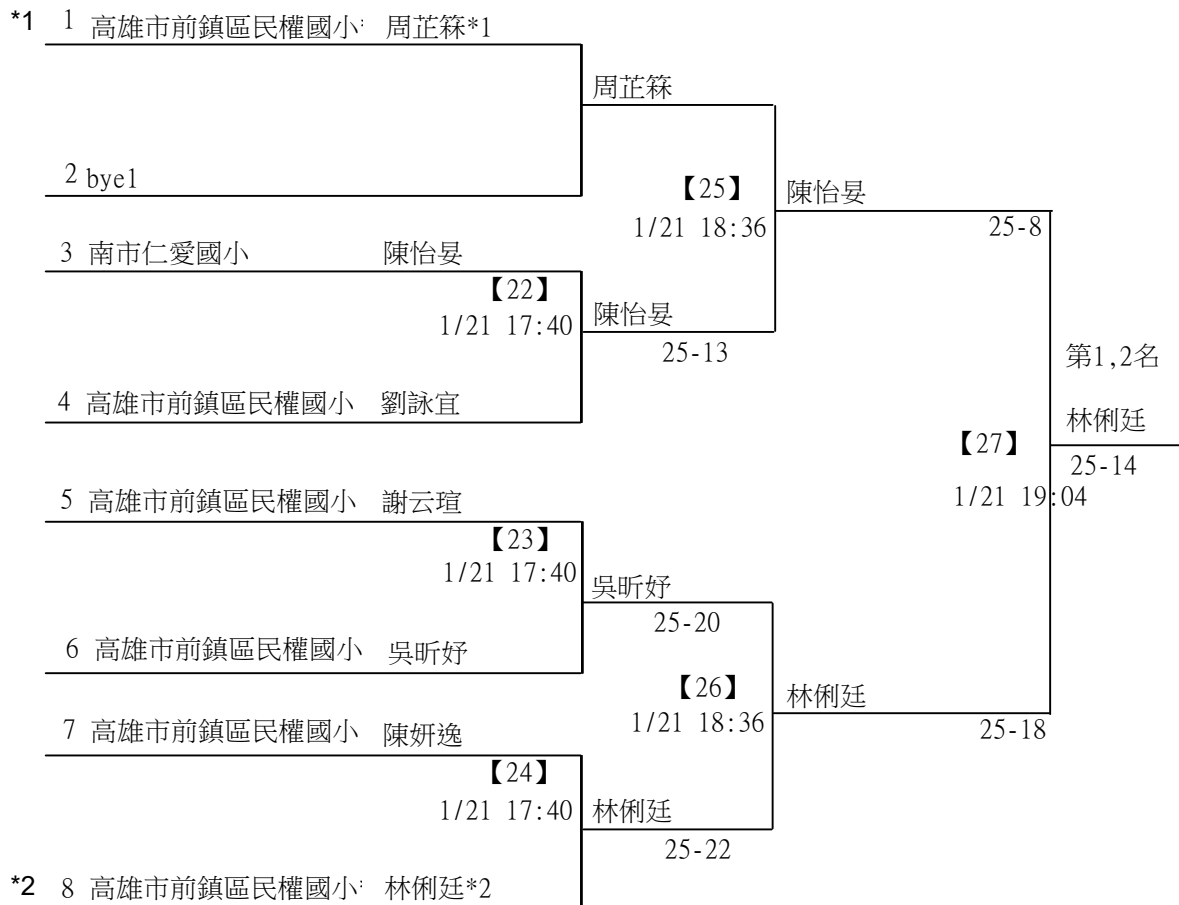 *1 1 高雄市前鎮區民權國小 周芷箖*1
周芷箖
2 bye1
【25】 陳怡旻
1/21 18:36 25-8
3 南市仁愛國小 陳怡旻
【22】
1/21 17:40 陳怡旻
25-13
第1,2名
4 高雄市前鎮區民權國小 劉詠宜
林俐廷
【27】
25-14
1/21 19:04
5 高雄市前鎮區民權國小 謝云瑄
【23】
1/21 17:40 吳昕妤
25-20
6 高雄市前鎮區民權國小 吳昕妤
【26】 林俐廷
1/21 18:36 25-18
7 高雄市前鎮區民權國小 陳妍逸
【24】
1/21 17:40 林俐廷
25-22
*2 8 高雄市前鎮區民權國小 林俐廷*2